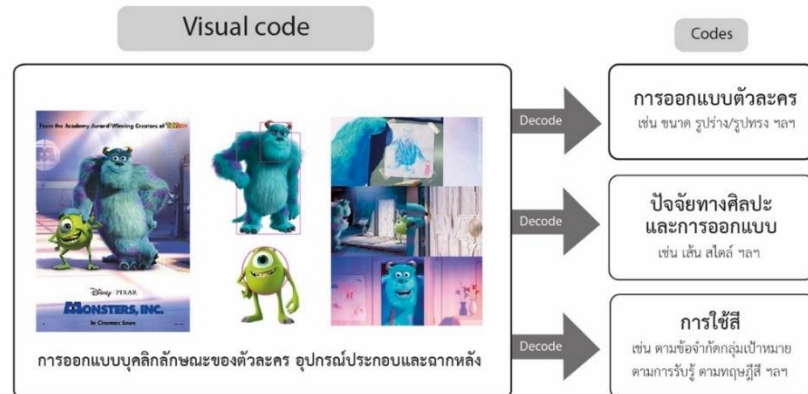 Visual code
Codes
From the Academy Award-Winning Creators of
Disney · PIXAR
MONSTERS, INC.
In Cinemas Soon
การออกแบบบุคลิกลักษณะของตัวละคร อุปกรณ์ประกอบและฉากหลัง
Decode
การออกแบบตัวละคร
เช่น ขนาด รูปร่าง/รูปทรง ฯลฯ
Decode
ปัจจัยทางศิลปะ
และการออกแบบ
เช่น เส้น สไตล์ ฯลฯ
Decode
การใช้สี
เช่น ตามข้อจำกัดกลุ่มเป้าหมาย
ตามการรับรู้ ตามทฤษฎีสี ฯลฯ